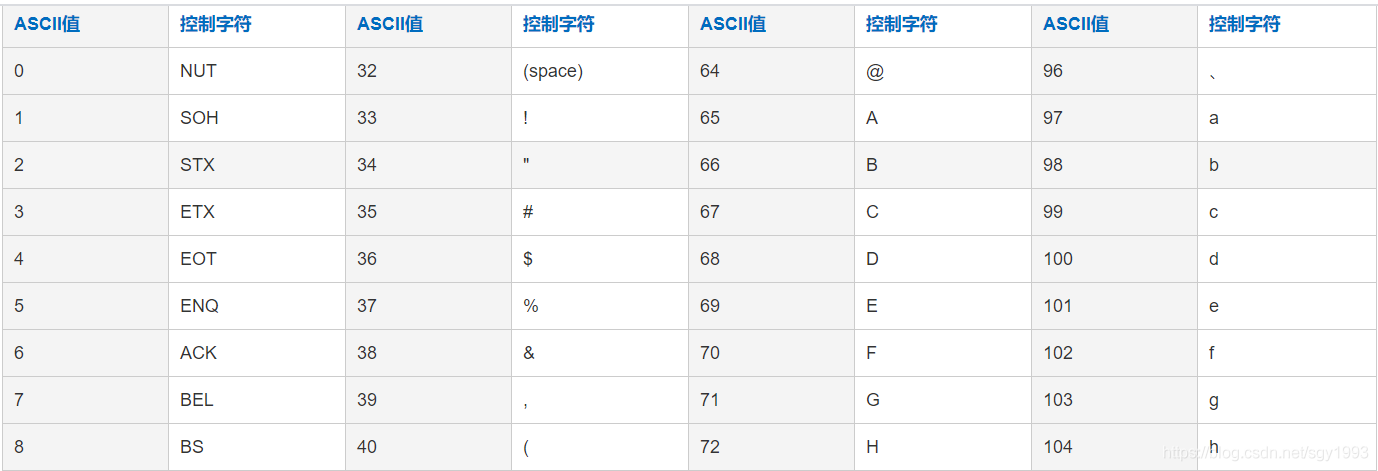 ASCII值 控制字符 ASCII值 控制字符 ASCII值 控制字符 ASCII值 控制字符
0 NUT 32 (space) 64 @ 96 、
1 SOH 33 ! 65 A 97 a
2 STX 34 " 66 B 98 b
3 ETX 35 # 67 C 99 c
4 EOT 36 $ 68 D 100 d
5 ENQ 37 % 69 E 101 e
6 ACK 38 & 70 F 102 f
7 BEL 39 , 71 G 103 g
8 BS 40 ( 72 H 104 h
https://blog.csdn.net/sgy1993